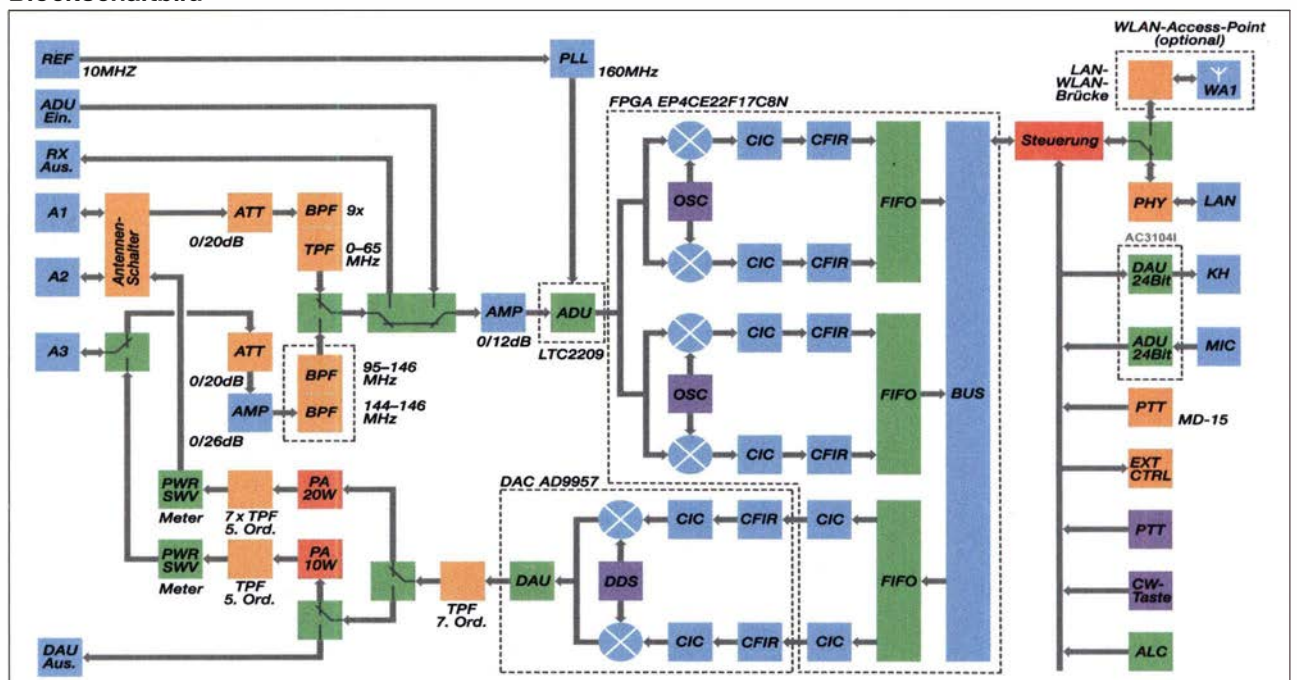 REF
10MHZ
PLL
160MHz
ADU
Ein.
RX
Aus.
A1
A2
A3
Antennen-
Schalter
ATT
0/20dB
BPF
9x
TPF
0–65
MHz
ATT
0/20dB
AMP
0/26dB
BPF
95–146
MHz
BPF
144–146
MHz
AMP
0/12dB
ADU
LTC2209
FPGA EP4CE22F17C8N
OSC
CIC
CFIR
CIC
CFIR
FIFO
OSC
CIC
CFIR
CIC
CFIR
FIFO
BUS
Steuerung
WLAN-Access-Point
(optional)
LAN-
WLAN-
Brücke
WA1
PHY
LAN
AC3104I
DAU
24Bit
KH
ADU
24Bit
MIC
PTT
MD-15
EXT
CTRL
PTT
CW-
Taste
ALC
PWR
SWV
Meter
7x TPF
5. Ord.
PA
20W
PWR
SWV
Meter
TPF
5. Ord.
PA
10W
DAU
Aus.
TPF
7. Ord.
DAC AD9957
DAU
DDS
CIC
CFIR
CIC
CIC
CFIR
CIC
FIFO